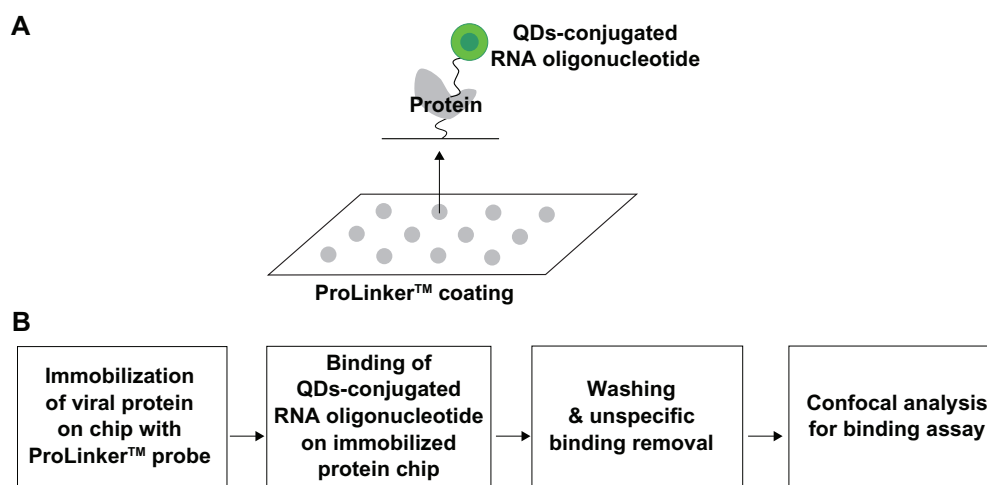 A
QDs-conjugated
RNA oligonucleotide
Protein
ProLinker™ coating
B
Immobilization
of viral protein
on chip with
ProLinker™ probe
Binding of
QDs-conjugated
RNA oligonucleotide
on immobilized
protein chip
Washing
& unspecific
binding removal
Confocal analysis
for binding assay